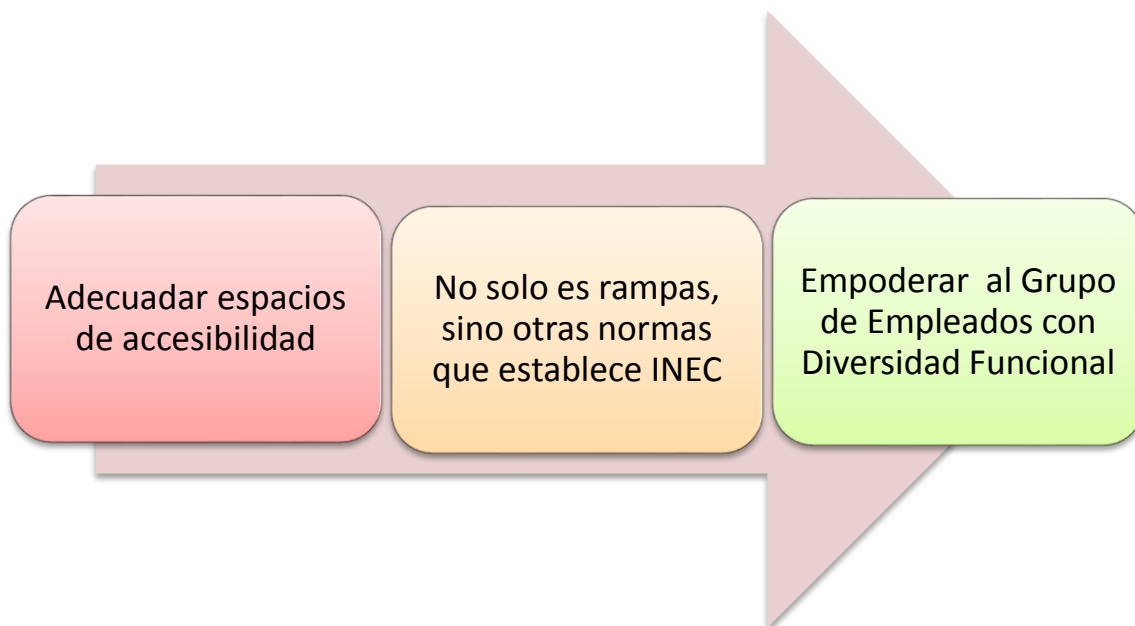 Adecuadar espacios
de accesibilidad
No solo es rampas,
sino otras normas
que establece INEC
Empoderar  al Grupo
de Empleados con
Diversidad Funcional